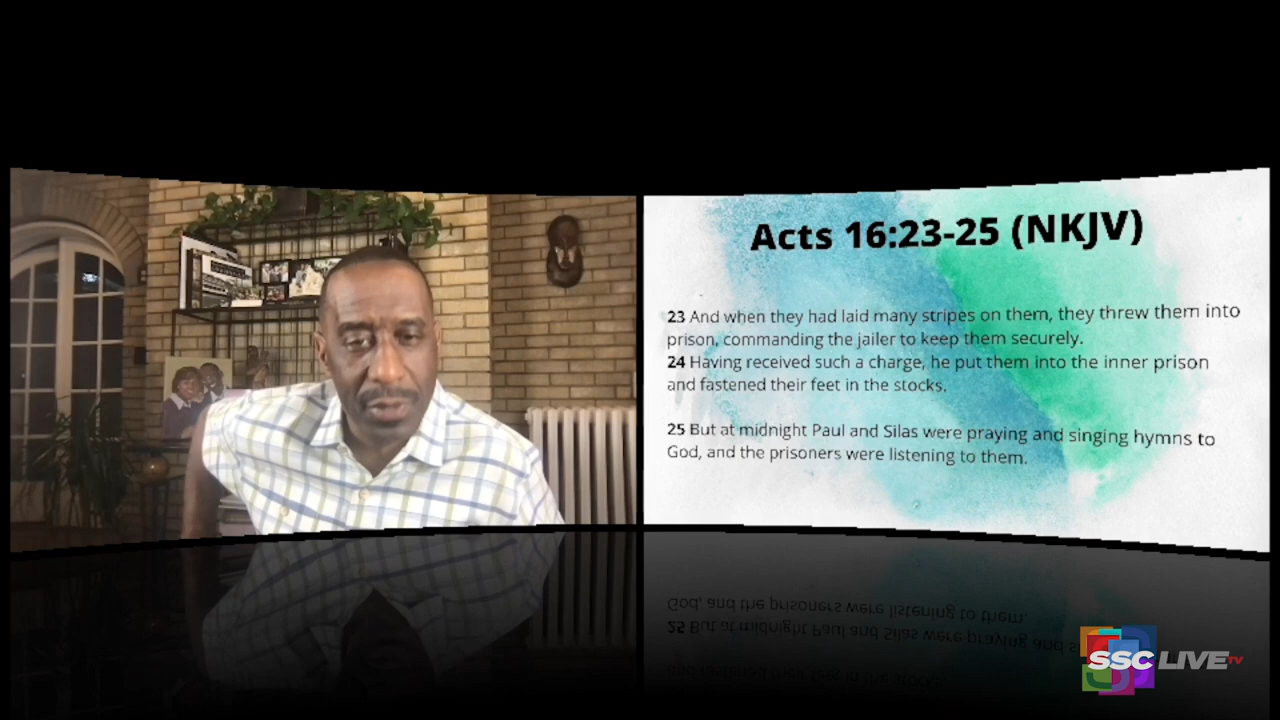 Acts 16:23-25 (NKJV)
23 And when they had laid many stripes on them, they threw them into
prison, commanding the jailer to keep them securely.
24 Having received such a charge, he put them into the inner prison
and fastened their feet in the stocks.
25 But at midnight Paul and Silas were praying and singing hymns to
God, and the prisoners were listening to them.
SSC LIVE TV